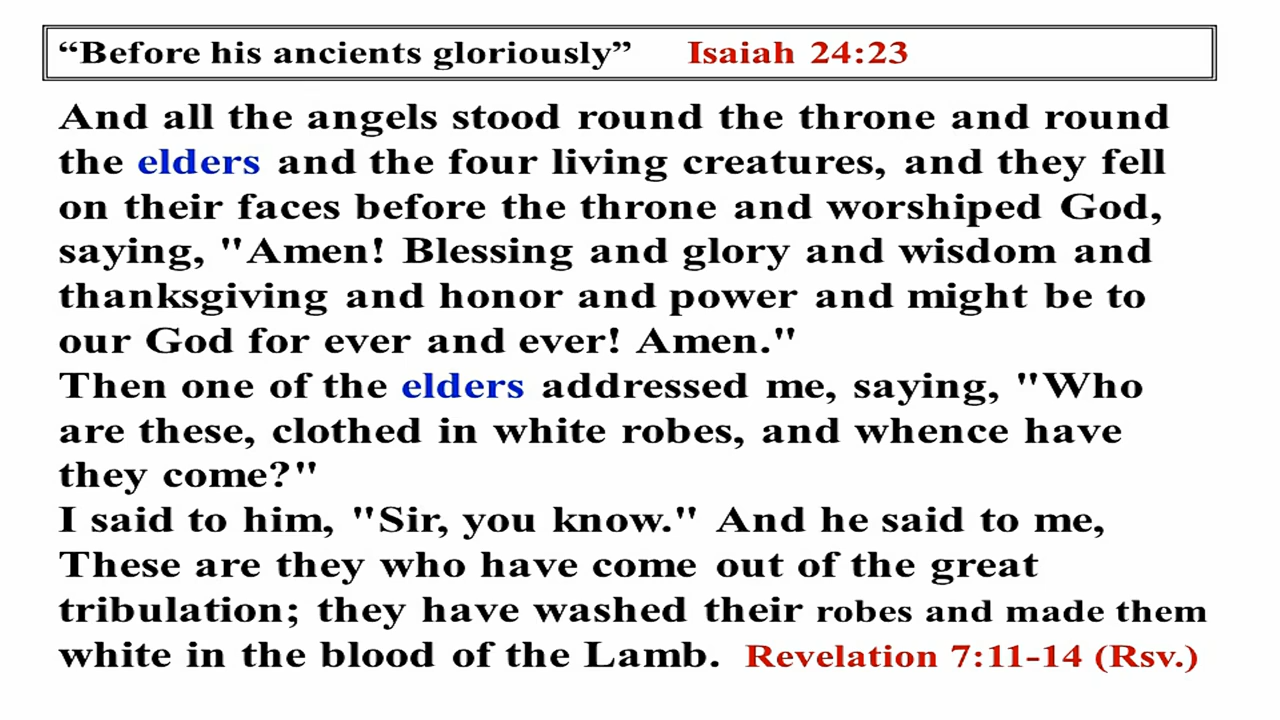 “Before his ancients gloriously” Isaiah 24:23
And all the angels stood round the throne and round
the elders and the four living creatures, and they fell
on their faces before the throne and worshiped God,
saying, "Amen! Blessing and glory and wisdom and
thanksgiving and honor and power and might be to
our God for ever and ever! Amen."
Then one of the elders addressed me, saying, "Who
are these, clothed in white robes, and whence have
they come?"
I said to him, "Sir, you know." And he said to me,
These are they who have come out of the great
tribulation; they have washed their robes and made them
white in the blood of the Lamb. Revelation 7:11-14 (Rsv.)